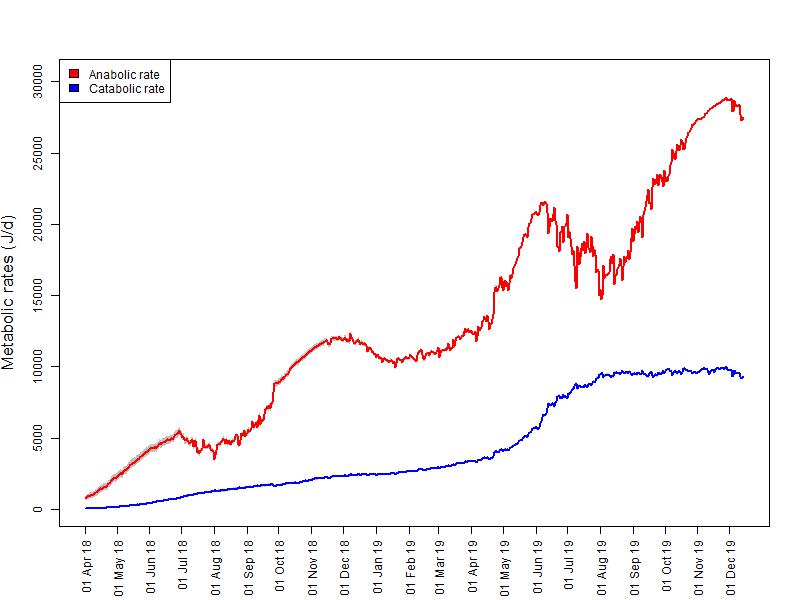 Anabolic rate
Catabolic rate
Metabolic rates (J/d)
30000
25000
20000
15000
10000
5000
0
01 Apr 18
01 May 18
01 Jun 18
01 Jul 18
01 Aug 18
01 Sep 18
01 Oct 18
01 Nov 18
01 Dec 18
01 Jan 19
01 Feb 19
01 Mar 19
01 Apr 19
01 May 19
01 Jun 19
01 Jul 19
01 Aug 19
01 Sep 19
01 Oct 19
01 Nov 19
01 Dec 19